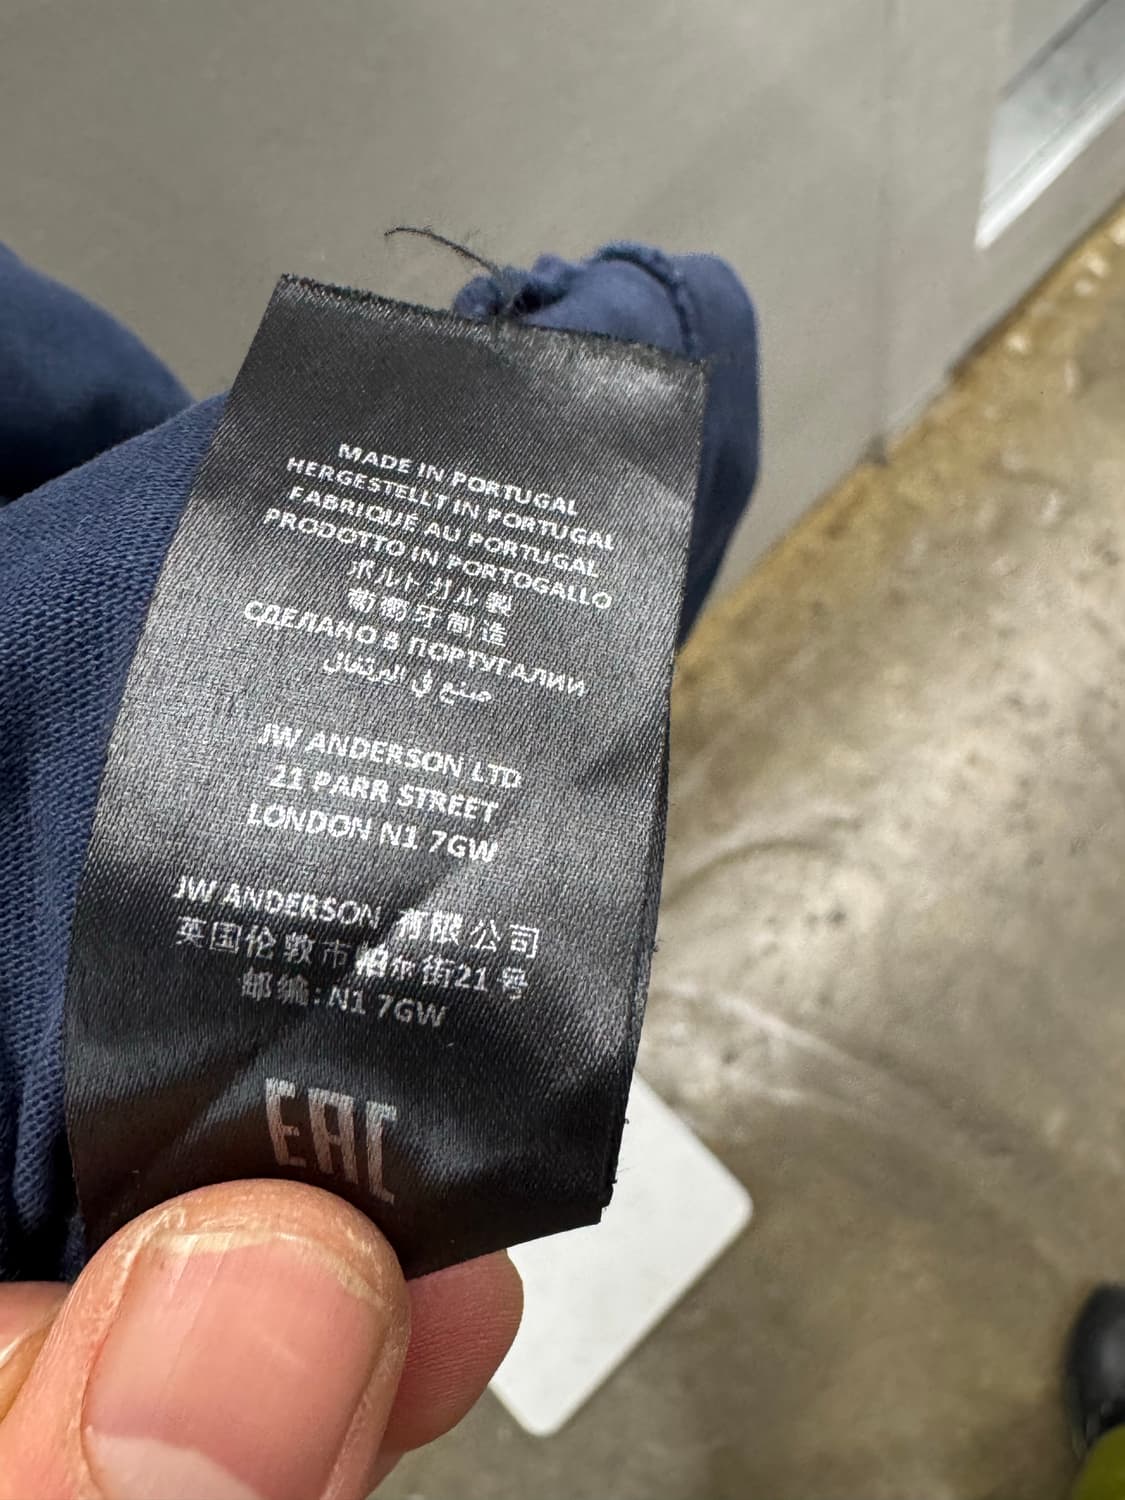 MADE IN PORTUGAL
HERGESTELLT IN PORTUGAL
FABRIQUÉ AU PORTUGAL
PRODOTTO IN PORTOGALLO
ポルトガル製
葡萄牙制造
СДЕЛАНО В ПОРТУГАЛИИ
صنع في البرتغال
JW ANDERSON LTD
21 PARR STREET
LONDON N1 7GW
JW ANDERSON 有限公司
英国伦敦市帕尔街21 号
邮编: N1 7GW
EAC